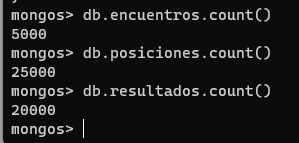 mongos> db.encuentros.count()
5000
mongos> db.posiciones.count()
25000
mongos> db.resultados.count()
20000
mongos>